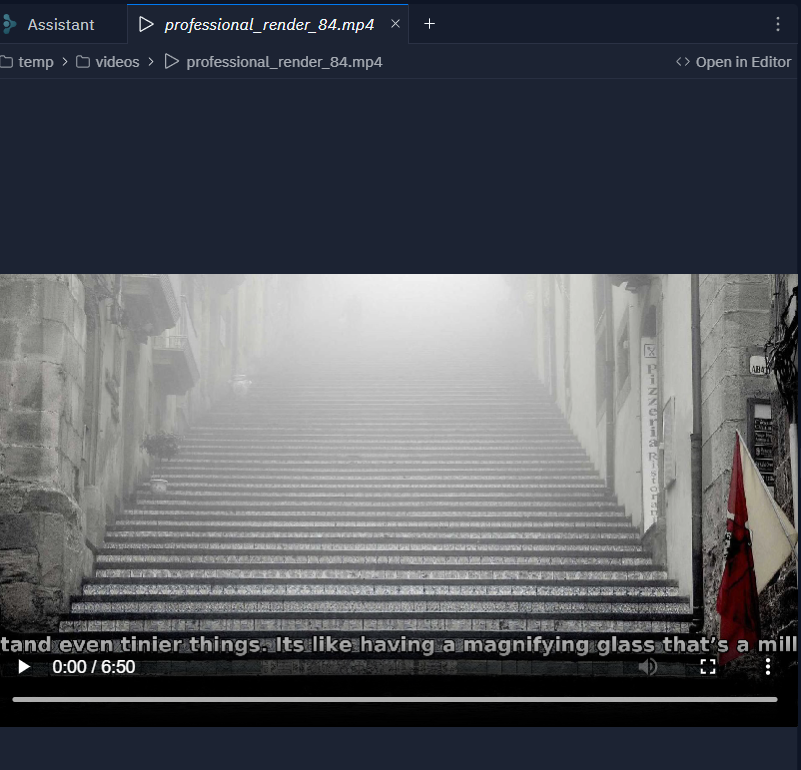 Assistant
professional_render_84.mp4
temp > videos > professional_render_84.mp4
Open in Editor
Pizzeria
tand even tinier things. Its like having a magnifying glass that's a mill
0:00 / 6:50